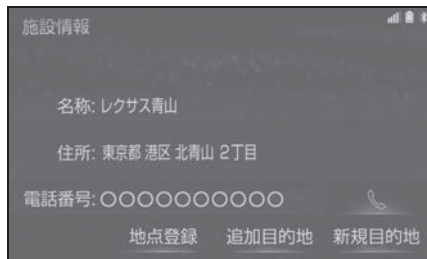 施設情報
名称: レクサス青山
住所: 東京都 港区 北青山 2丁目
電話番号: ○○○○○○○○○○
地点登録 追加目的地 新規目的地